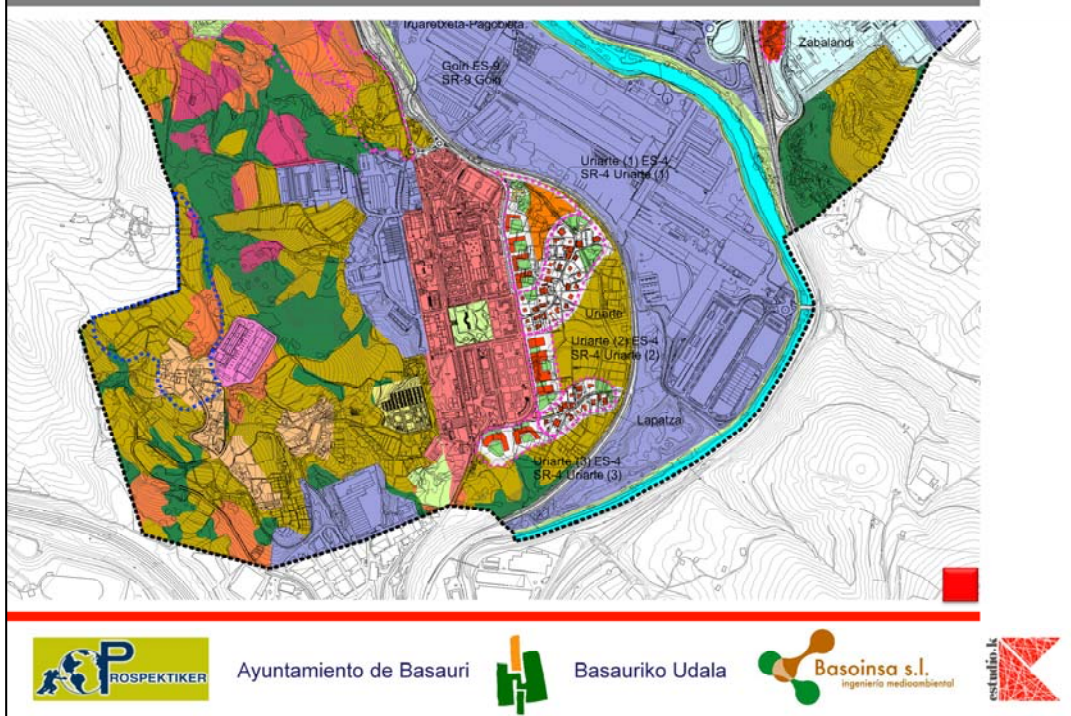 Iruaretxeta-Pagobieta
Zabalandi
Goiri ES-9
SR-9 Goiri
Uriarte (1) ES-4
SR-4 Uriarte (1)
Uriarte
Uriarte (2) ES-4
SR-4 Uriarte (2)
Lapatza
Uriarte (3) ES-4
SR-4 Uriarte (3)
PROSPEKTIKER
Ayuntamiento de Basauri
Basauriko Udala
Basoinsa s.l.
ingeniería medioambiental
estudio.k